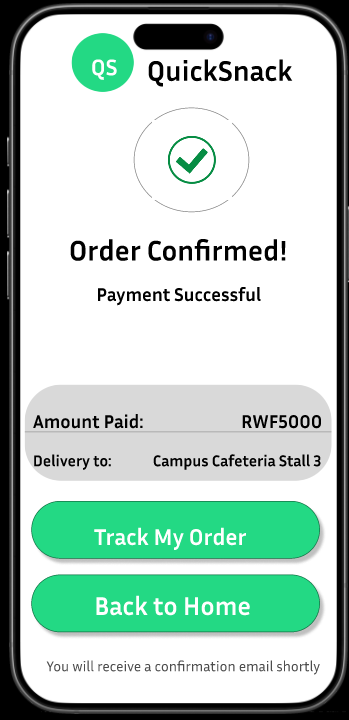 QS
QuickSnack
Order Confirmed!
Payment Successful
Amount Paid: RWF5000
Delivery to: Campus Cafeteria Stall 3
Track My Order
Back to Home
You will receive a confirmation email shortly